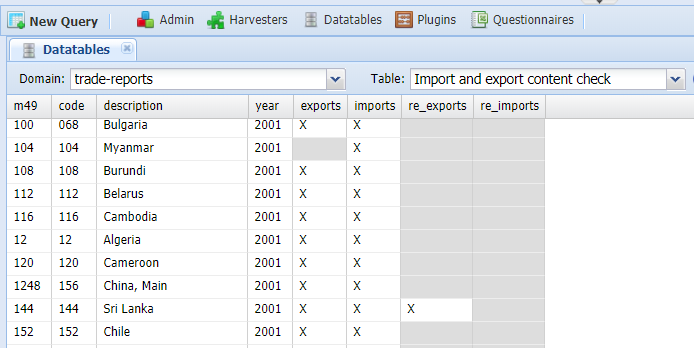 New Query Admin Harvesters Datatables Plugins Questionnaires
Datatables
Domain: trade-reports Table: Import and export content check
m49 code description year exports imports re_exports re_imports
100 068 Bulgaria 2001 X X
104 104 Myanmar 2001 X
108 108 Burundi 2001 X X
112 112 Belarus 2001 X X
116 116 Cambodia 2001 X X
12 12 Algeria 2001 X X
120 120 Cameroon 2001 X X
1248 156 China, Main 2001 X X
144 144 Sri Lanka 2001 X X X
152 152 Chile 2001 X X